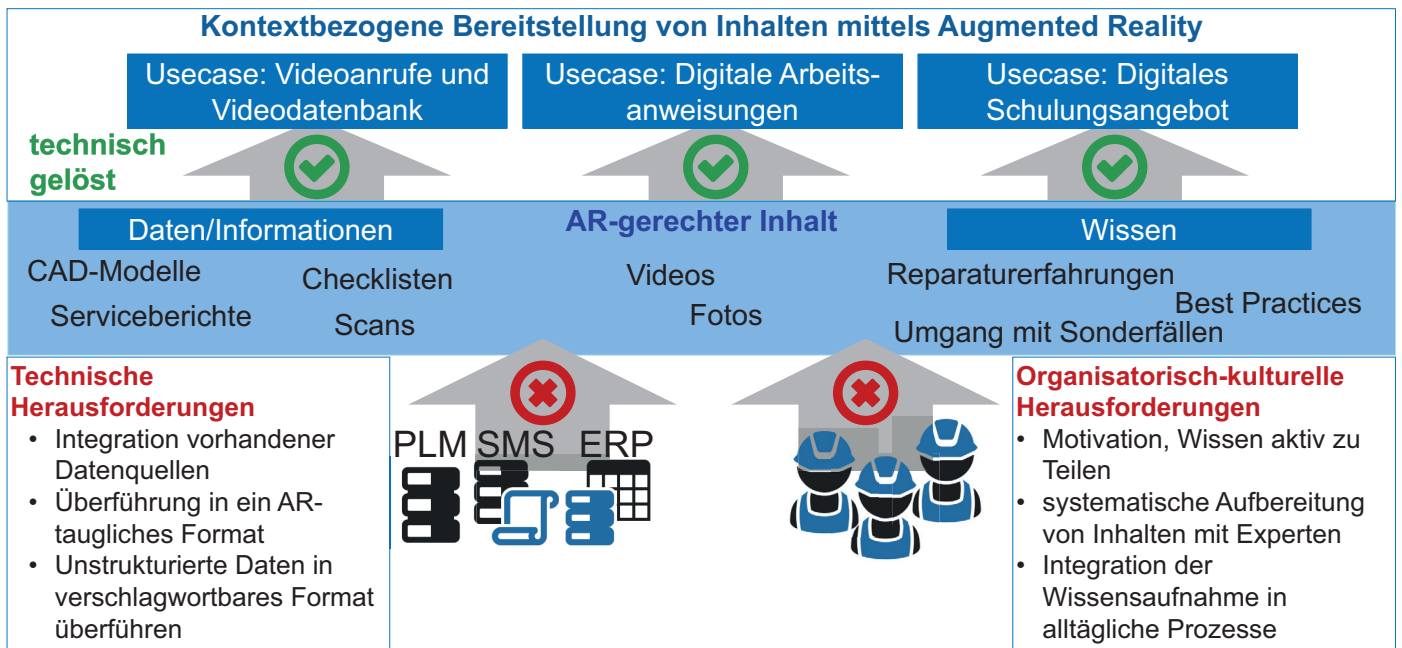 Kontextbezogene Bereitstellung von Inhalten mittels Augmented Reality
Usecase: Videoanrufe und
Videodatenbank
Usecase: Digitale Arbeits-
anweisungen
Usecase: Digitales
Schulungsangebot
technisch
gelöst
Daten/Informationen
AR-gerechter Inhalt
Wissen
CAD-Modelle
Checklisten
Serviceberichte
Scans
Videos
Fotos
Reparaturerfahrungen
Best Practices
Umgang mit Sonderfällen
Technische
Herausforderungen
• Integration vorhandener
Datenquellen
• Überführung in ein AR-
taugliches Format
• Unstrukturierte Daten in
verschlagwortbares Format
überführen
PLM SMS ERP
Organisatorisch-kulturelle
Herausforderungen
• Motivation, Wissen aktiv zu
Teilen
• systematische Aufbereitung
von Inhalten mit Experten
• Integration der
Wissensaufnahme in
alltägliche Prozesse